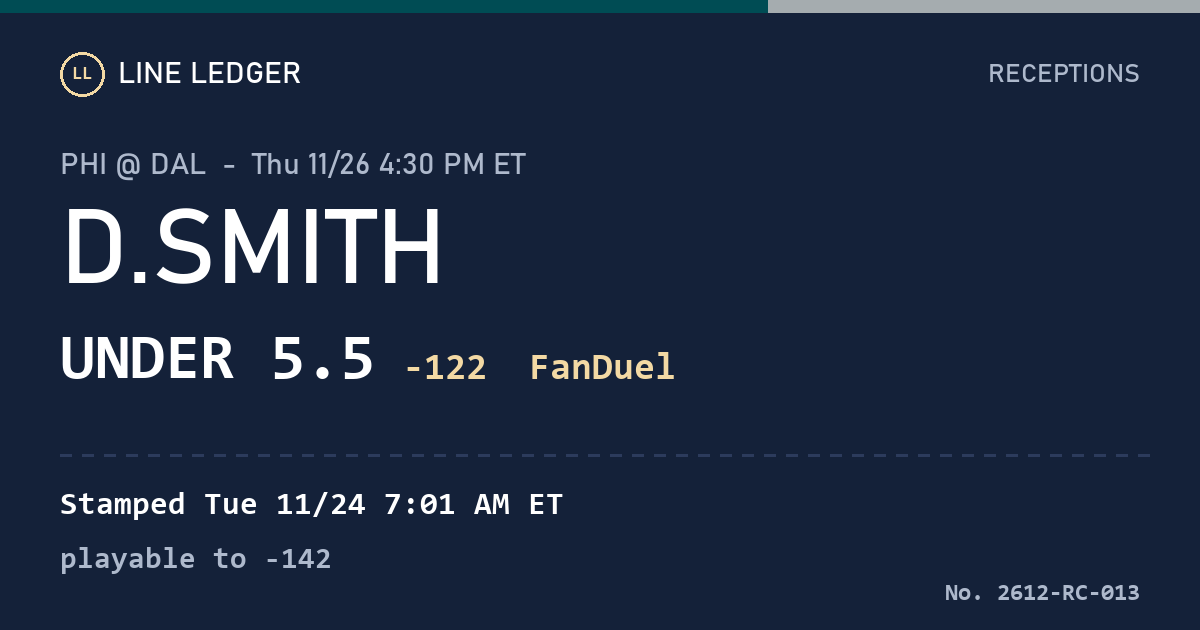 LL LINE LEDGER
RECEPTIONS
PHI @ DAL - Thu 11/26 4:30 PM ET
D.SMITH
UNDER 5.5 -122 FanDuel
Stamped Tue 11/24 7:01 AM ET
playable to -142
No. 2612-RC-013